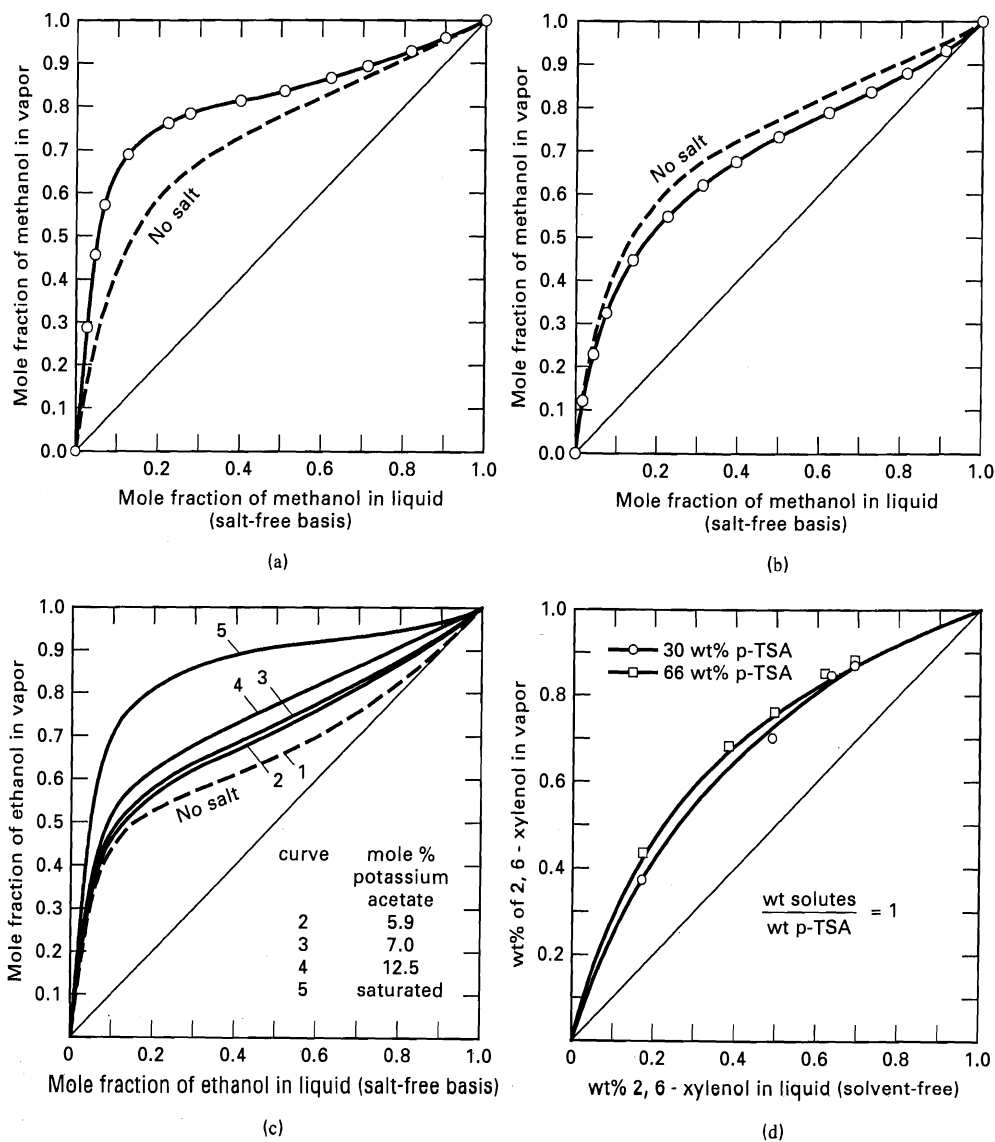 Mole fraction of methanol in vapor
1.0
0.9
0.8
0.7
0.6
0.5
0.4
0.3
0.2
0.1
0.0
No salt
0.2
0.4
0.6
0.8
1.0
Mole fraction of methanol in liquid
(salt-free basis)
(a)
Mole fraction of methanol in vapor
1.0
0.9
0.8
0.7
0.6
0.5
0.4
0.3
0.2
0.1
0.0
No salt
0.2
0.4
0.6
0.8
1.0
Mole fraction of methanol in liquid
(salt-free basis)
(b)
Mole fraction of ethanol in vapor
1.0
0.9
0.8
0.7
0.6
0.5
0.4
0.3
0.2
0.1
5
4
3
2
1
No salt
curve mole %
potassium
acetate
2 5.9
3 7.0
4 12.5
5 saturated
0
0.2
0.4
0.6
0.8
1.0
Mole fraction of ethanol in liquid (salt-free basis)
(c)
wt% of 2, 6 - xylenol in vapor
1.0
0.8
0.6
0.4
0.2
30 wt% p-TSA
66 wt% p-TSA
wt solutes
wt p-TSA
= 1
0
0.2
0.4
0.6
0.8
1.0
wt% 2, 6 - xylenol in liquid (solvent-free)
(d)